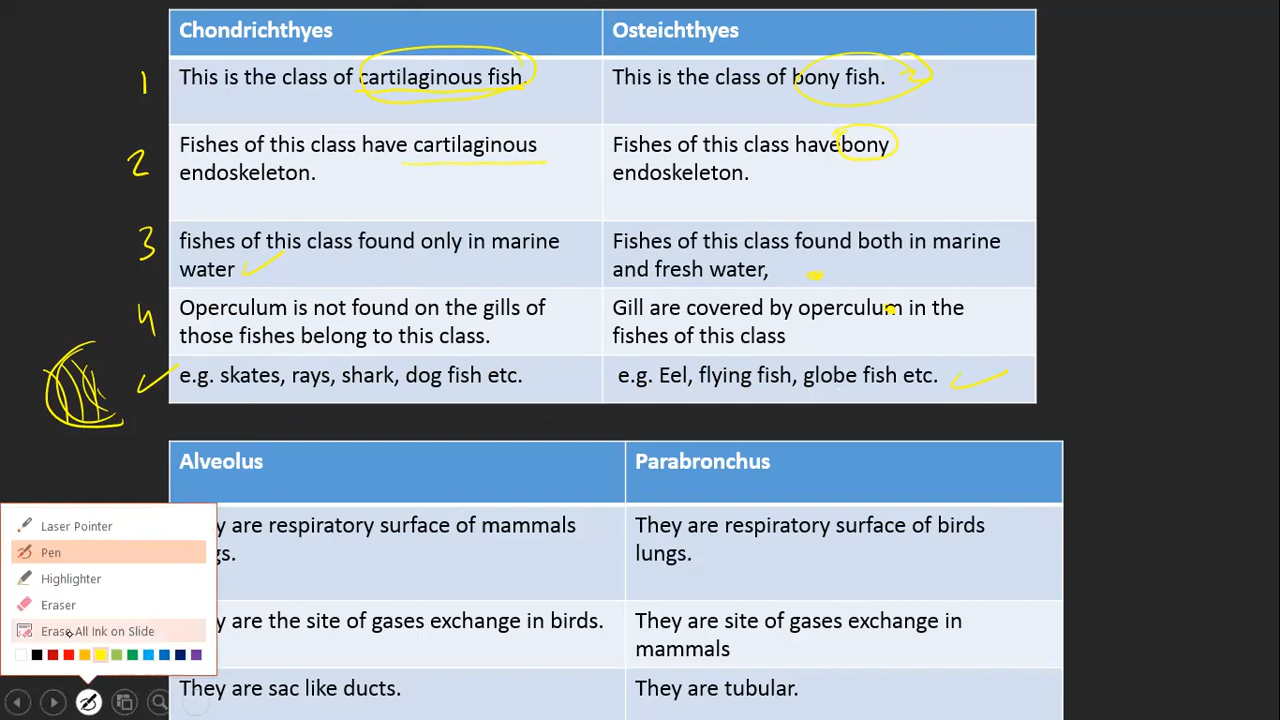 Chondrichthyes
Osteichthyes
1
This is the class of cartilaginous fish.
This is the class of bony fish.
2
Fishes of this class have cartilaginous
endoskeleton.
Fishes of this class have bony
endoskeleton.
3
fishes of this class found only in marine
water
Fishes of this class found both in marine
and fresh water,
4
Operculum is not found on the gills of
those fishes belong to this class.
Gill are covered by operculum in the
fishes of this class
e.g. skates, rays, shark, dog fish etc.
e.g. Eel, flying fish, globe fish etc.
Alveolus
Parabronchus
are respiratory surface of mammals
They are respiratory surface of birds
lungs.
are the site of gases exchange in birds.
They are site of gases exchange in
mammals
They are sac like ducts.
They are tubular.
Laser Pointer
Pen
Highlighter
Eraser
Erase All Ink on Slide